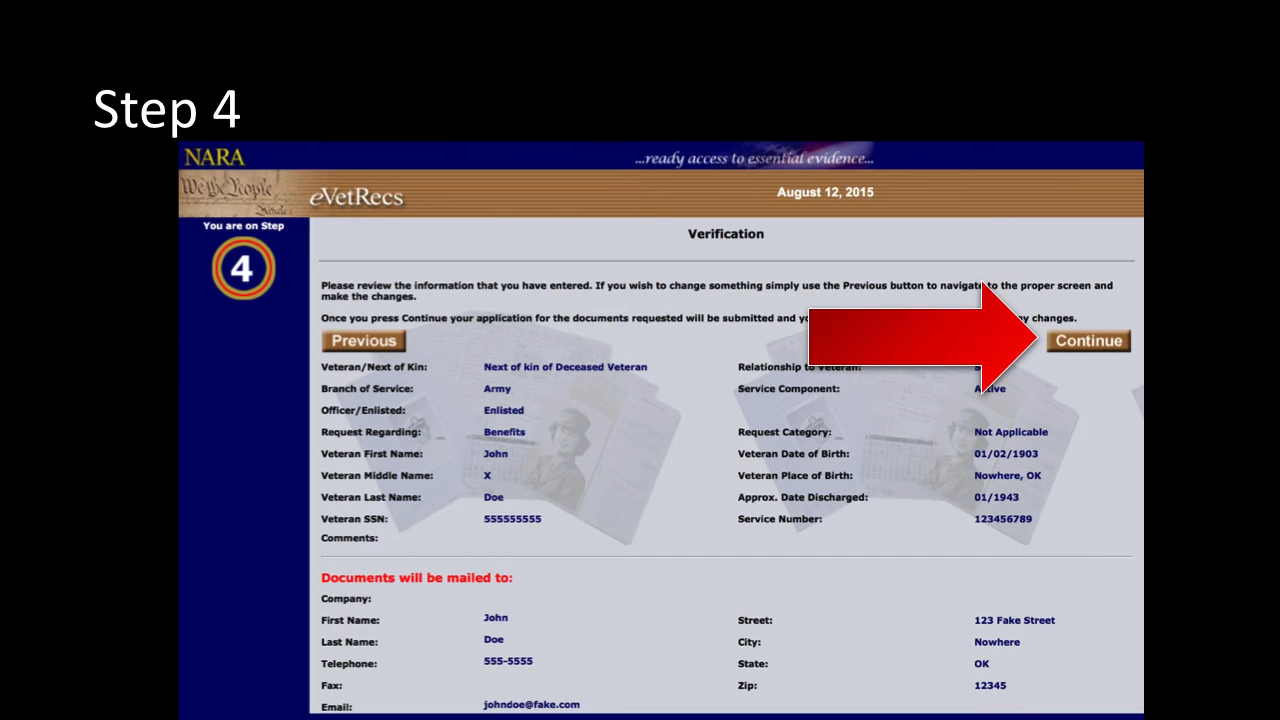 Step 4
NARA
...ready access to essential evidence...
We the People
eVetRecs
August 12, 2015
You are on Step
4
Verification
Please review the information that you have entered. If you wish to change something simply use the Previous button to navigate to the proper screen and
make the changes.
Once you press Continue your application for the documents requested will be submitted and changes.
Previous
Continue
Veteran/Next of Kin: Next of kin of Deceased Veteran Relationship to Veteran:
Branch of Service: Army Service Component: Active
Officer/Enlisted: Enlisted
Request Regarding: Benefits Request Category: Not Applicable
Veteran First Name: John Veteran Date of Birth: 01/02/1903
Veteran Middle Name: X Veteran Place of Birth: Nowhere, OK
Veteran Last Name: Doe Approx. Date Discharged: 01/1943
Veteran SSN: 555555555 Service Number: 123456789
Comments:
Documents will be mailed to:
Company:
First Name: John Street: 123 Fake Street
Last Name: Doe City: Nowhere
Telephone: 555-5555 State: OK
Fax: Zip: 12345
Email: johndoe@fake.com